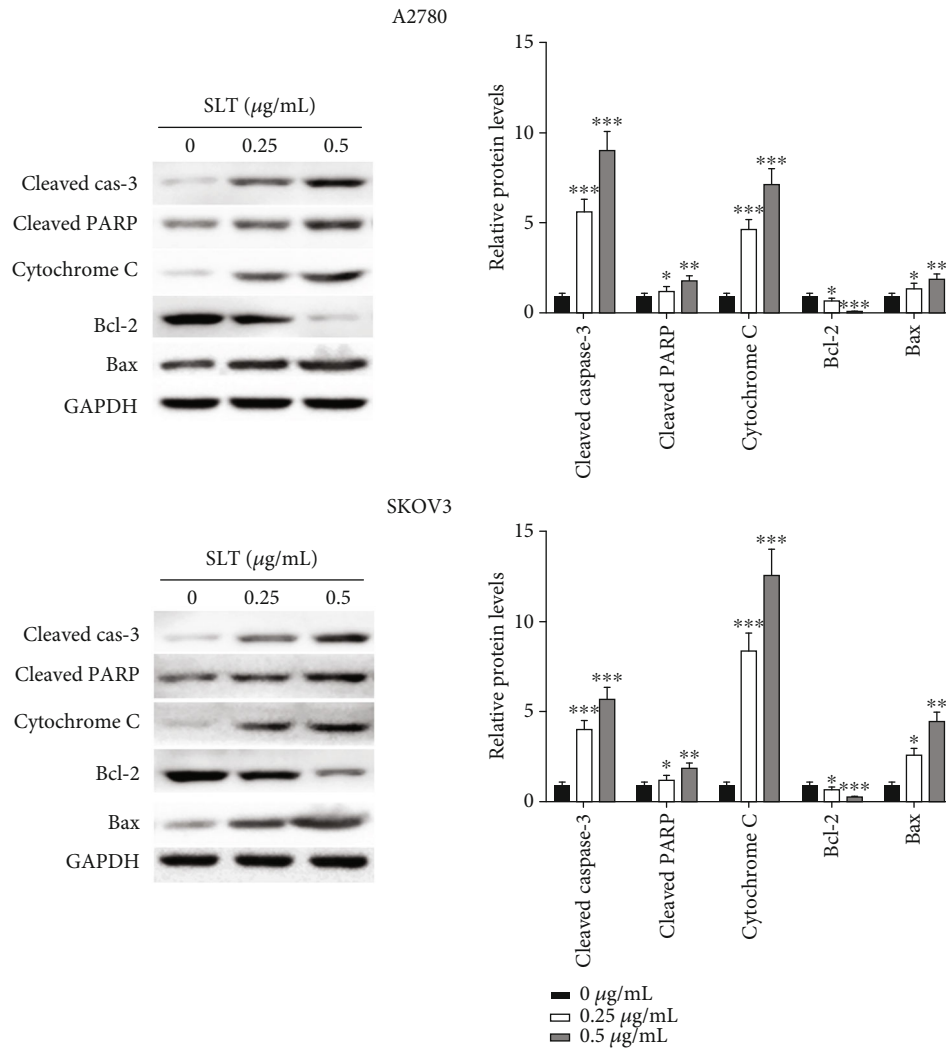 A2780
SLT (μg/mL)
0 0.25 0.5
Cleaved cas-3
Cleaved PARP
Cytochrome C
Bcl-2
Bax
GAPDH
15
10
5
0
Relative protein levels
*** *** * ** *** *** * *** * **
Cleaved caspase-3
Cleaved PARP
Cytochrome C
Bcl-2
Bax
SKOV3
SLT (μg/mL)
0 0.25 0.5
Cleaved cas-3
Cleaved PARP
Cytochrome C
Bcl-2
Bax
GAPDH
15
10
5
0
Relative protein levels
*** *** * ** *** *** * *** * **
Cleaved caspase-3
Cleaved PARP
Cytochrome C
Bcl-2
Bax
0 μg/mL
0.25 μg/mL
0.5 μg/mL